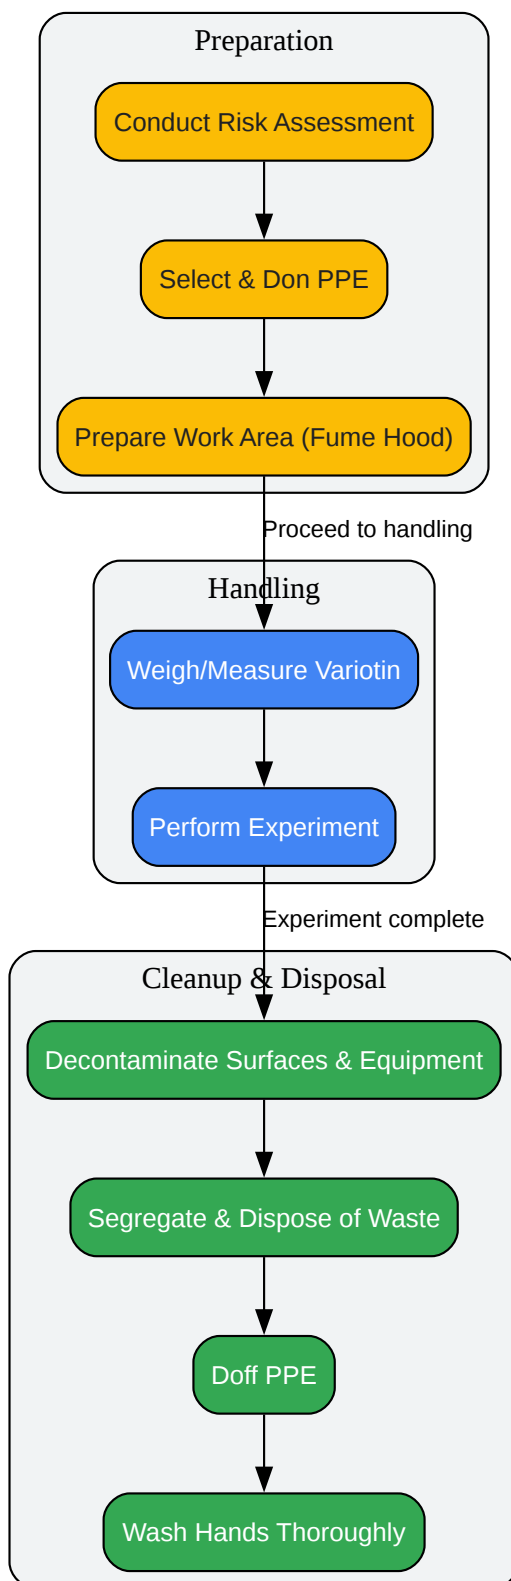 Preparation
Conduct Risk Assessment
Select & Don PPE
Prepare Work Area (Fume Hood)
Proceed to handling
Handling
Weigh/Measure Variotin
Perform Experiment
Experiment complete
Cleanup & Disposal
Decontaminate Surfaces & Equipment
Segregate & Dispose of Waste
Doff PPE
Wash Hands Thoroughly